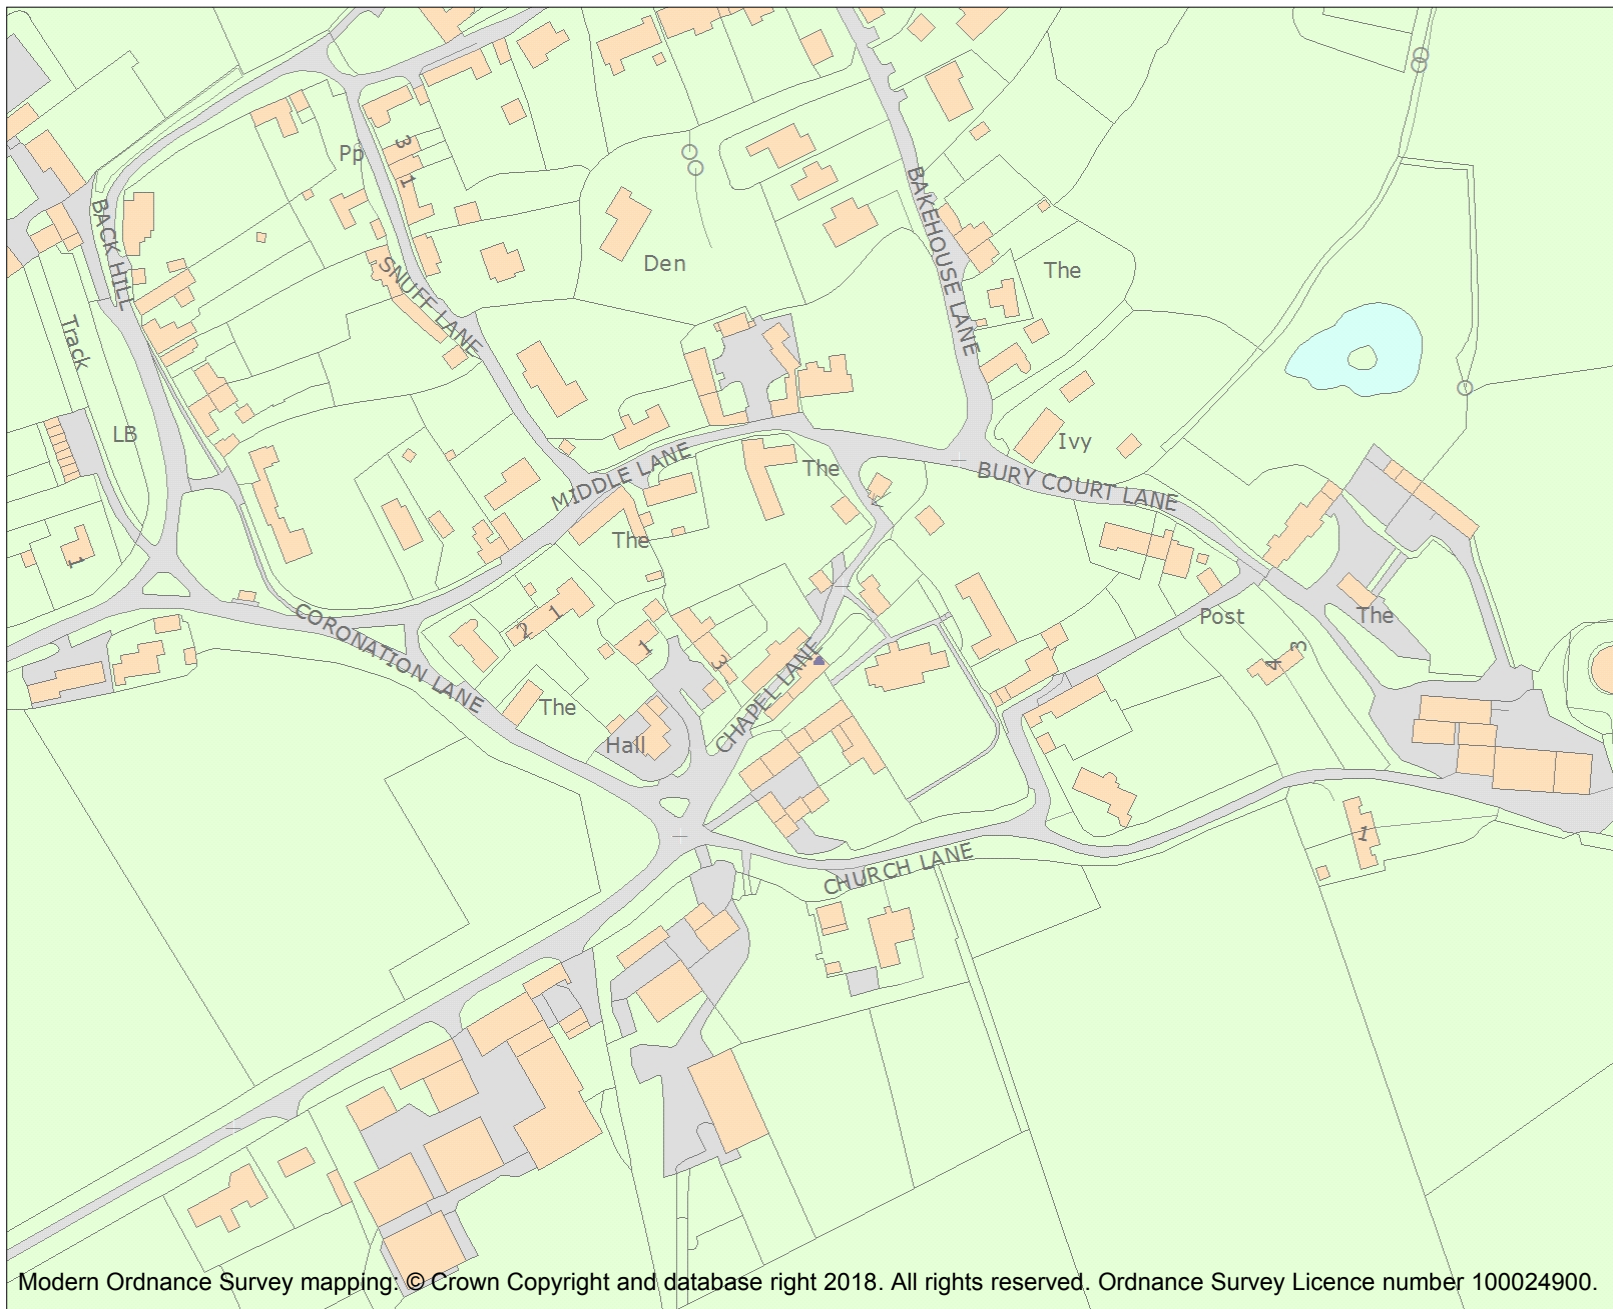 Pp
3
1
BACK HILL
BAKEHOUSE LANE
Den
The
SNUFF LANE
Track
LB
Ivy
MIDDLE LANE
The
BURY COURT LANE
The
1
CORONATION LANE
2
1
1
3
Post
The
3
4
CHAPEL LANE
The
Hall
1
CHURCH LANE
Modern Ordnance Survey mapping: © Crown Copyright and database right 2018. All rights reserved. Ordnance Survey Licence number 100024900.